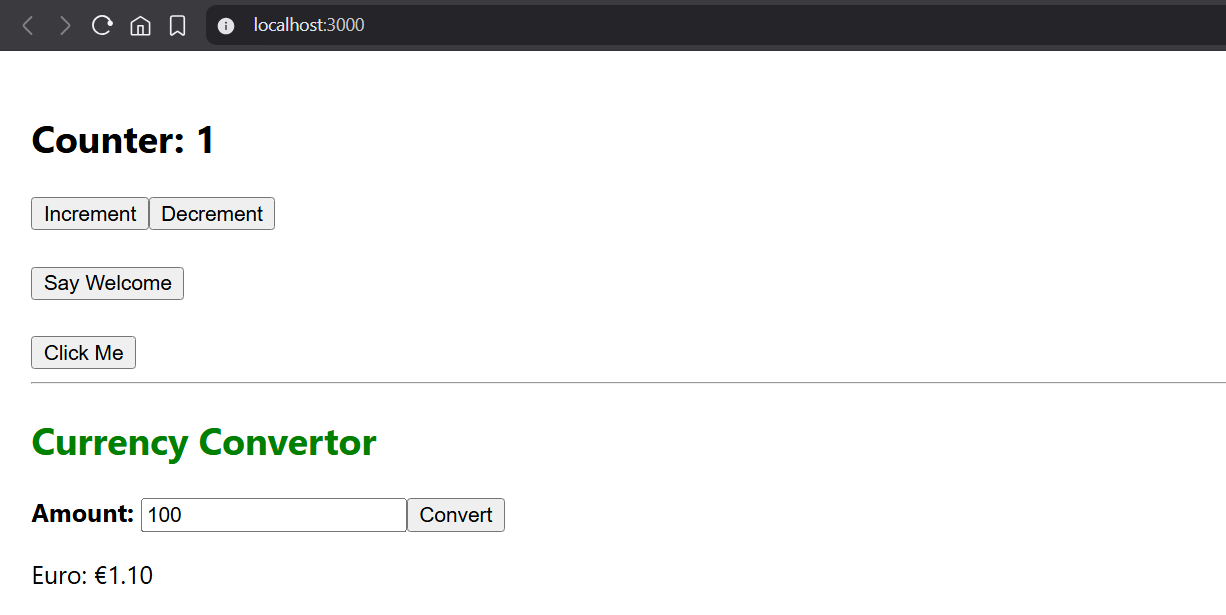 localhost:3000
Counter: 1
Increment Decrement
Say Welcome
Click Me
Currency Convertor
Amount: 100 Convert
Euro: €1.10